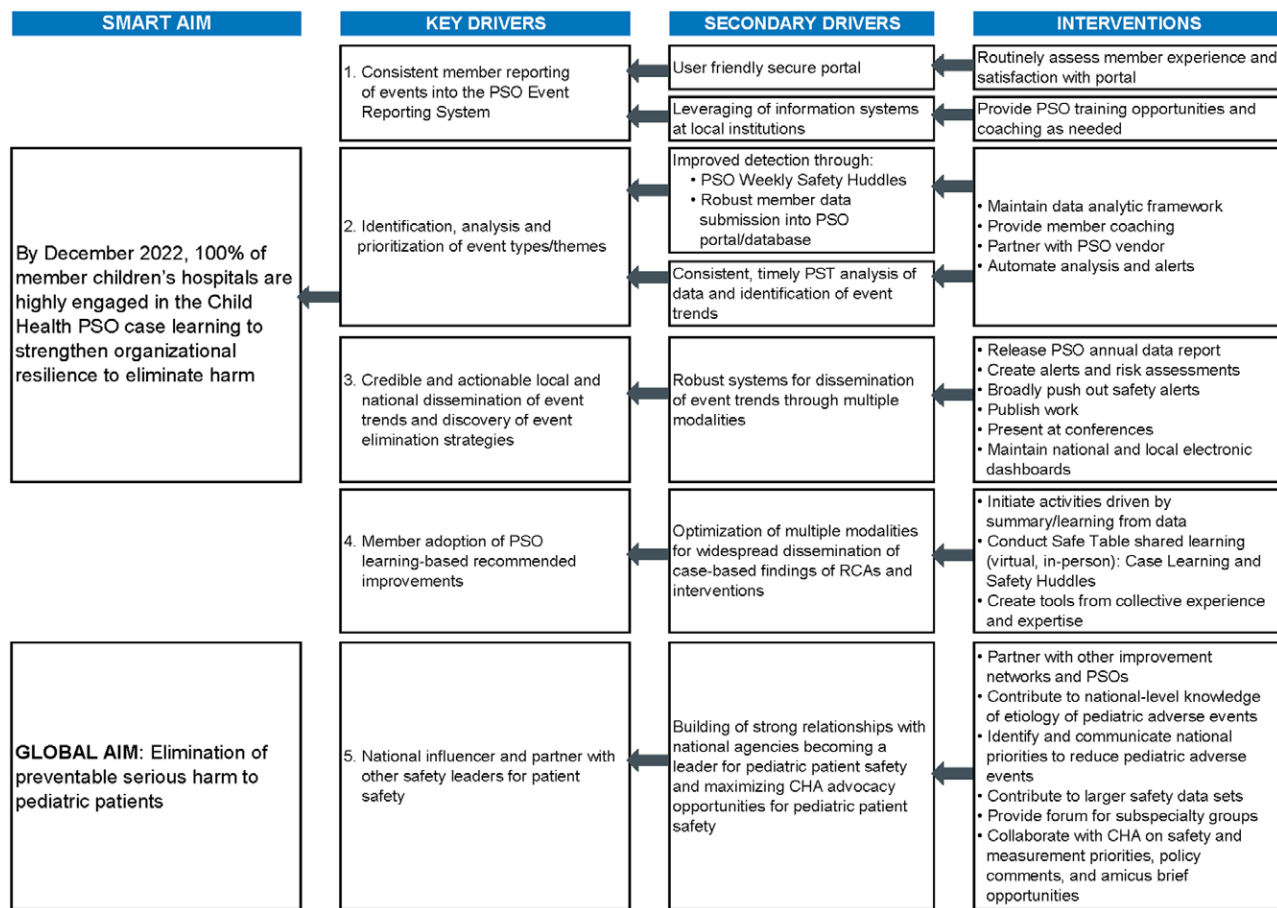 SMART AIM
KEY DRIVERS
SECONDARY DRIVERS
INTERVENTIONS
1. Consistent member reporting
of events into the PSO Event
Reporting System
User friendly secure portal
Routinely assess member experience and
satisfaction with portal
Leveraging of information systems
at local institutions
Provide PSO training opportunities and
coaching as needed
By December 2022, 100% of
member children's hospitals are
highly engaged in the Child
Health PSO case learning to
strengthen organizational
resilience to eliminate harm
2. Identification, analysis and
prioritization of event types/themes
Improved detection through:
• PSO Weekly Safety Huddles
• Robust member data
submission into PSO
portal/database
Consistent, timely PST analysis of
data and identification of event
trends
• Maintain data analytic framework
• Provide member coaching
• Partner with PSO vendor
• Automate analysis and alerts
3. Credible and actionable local and
national dissemination of event
trends and discovery of event
elimination strategies
Robust systems for dissemination
of event trends through multiple
modalities
• Release PSO annual data report
• Create alerts and risk assessments
• Broadly push out safety alerts
• Publish work
• Present at conferences
• Maintain national and local electronic
dashboards
4. Member adoption of PSO
learning-based recommended
improvements
Optimization of multiple modalities
for widespread dissemination of
case-based findings of RCAs and
interventions
• Initiate activities driven by
summary/learning from data
• Conduct Safe Table shared learning
(virtual, in-person): Case Learning and
Safety Huddles
• Create tools from collective experience
and expertise
GLOBAL AIM: Elimination of
preventable serious harm to
pediatric patients
5. National influencer and partner with
other safety leaders for patient
safety
Building of strong relationships with
national agencies becoming a
leader for pediatric patient safety
and maximizing CHA advocacy
opportunities for pediatric patient
safety
• Partner with other improvement
networks and PSOs
• Contribute to national-level knowledge
of etiology of pediatric adverse events
• Identify and communicate national
priorities to reduce pediatric adverse
events
• Contribute to larger safety data sets
• Provide forum for subspecialty groups
• Collaborate with CHA on safety and
measurement priorities, policy
comments, and amicus brief
opportunities